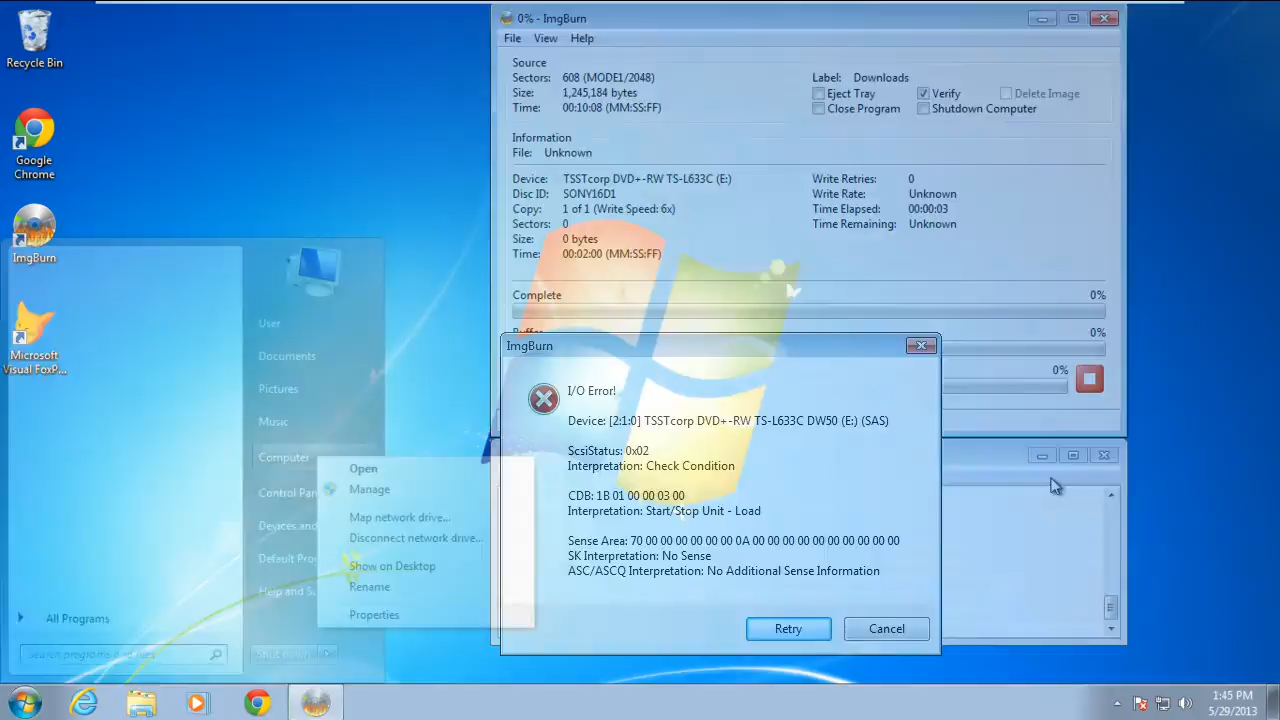 Recycle Bin
Google
Chrome
ImgBurn
Microsoft
Visual FoxP...
0% - ImgBurn
File View Help
Source
Sectors: 608 (MODE1/2048)
Size: 1,245,184 bytes
Time: 00:10:08 (MM:SS:FF)
Label: Downloads
Eject Tray Verify Delete Image
Close Program Shutdown Computer
Information
File: Unknown
Device: TSSTcorp DVD+-RW TS-L633C (E:)
Disc ID: SONY16D1
Copy: 1 of 1 (Write Speed: 6x)
Sectors: 0
Size: 0 bytes
Time: 00:02:00 (MM:SS:FF)
Write Retries: 0
Write Rate: Unknown
Time Elapsed: 00:00:03
Time Remaining: Unknown
Complete 0%
Buffer 0%
0%
ImgBurn
I/O Error!
Device: [2:1:0] TSSTcorp DVD+-RW TS-L633C DW50 (E:) (SAS)
ScsiStatus: 0x02
Interpretation: Check Condition
CDB: 1B 01 00 00 03 00
Interpretation: Start/Stop Unit - Load
Sense Area: 70 00 00 00 00 00 00 0A 00 00 00 00 00 00 00 00 00 00
SK Interpretation: No Sense
ASC/ASCQ Interpretation: No Additional Sense Information
Retry Cancel
User
Documents
Pictures
Music
Computer
Control Pan
Devices and
Default Pro
Help and S
Open
Manage
Map network drive...
Disconnect network drive...
Show on Desktop
Rename
Properties
All Programs
Search programs and files
Shut down
1:45 PM
5/29/2013